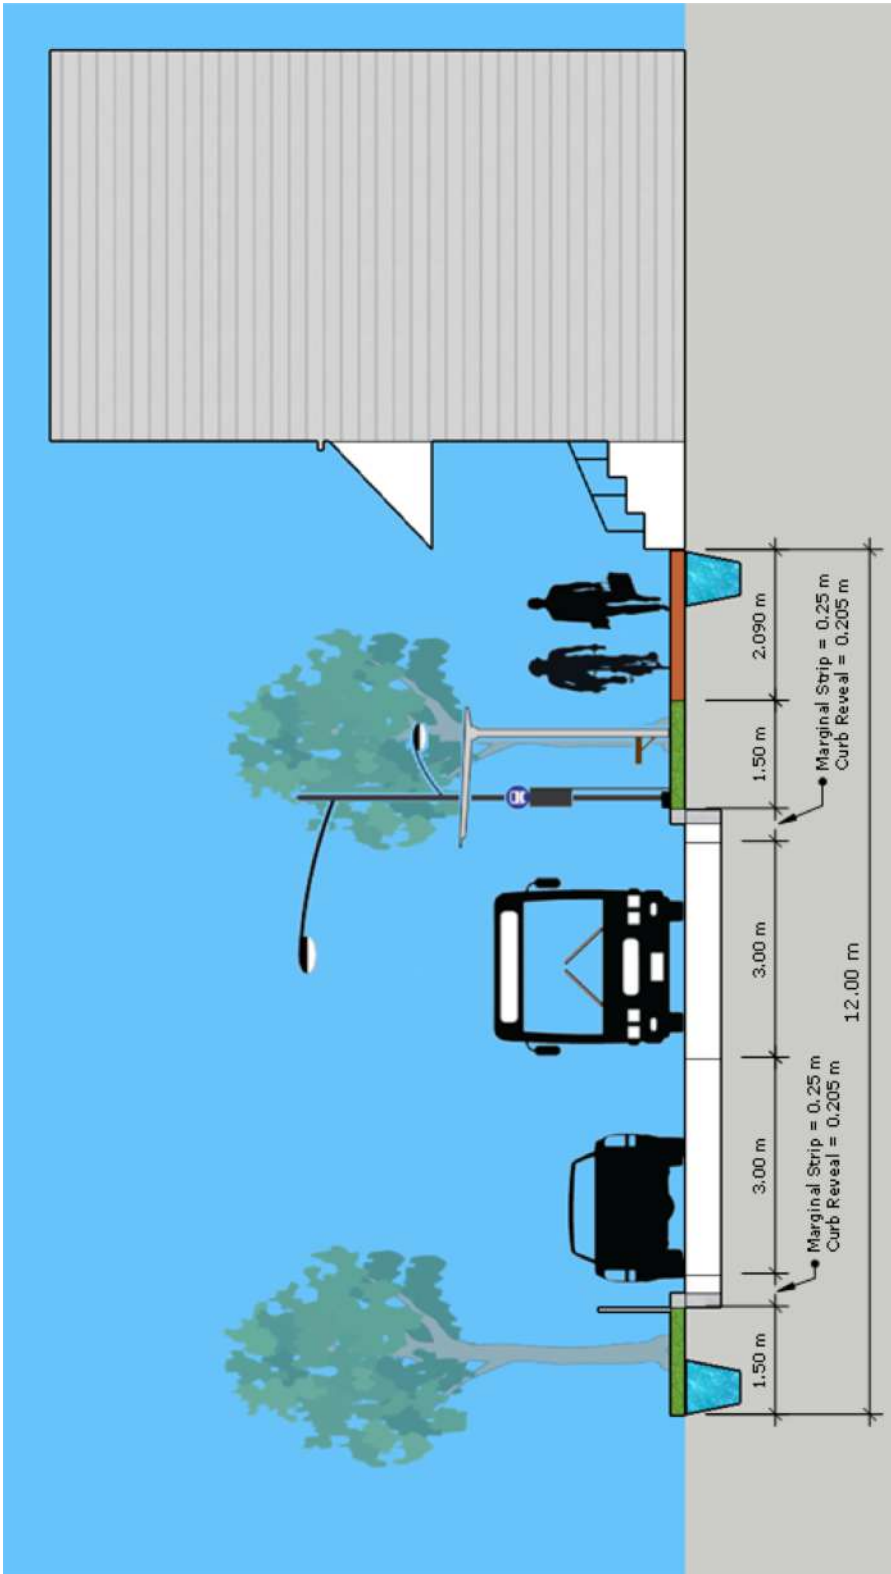 1.50 m
3.00 m
3.00 m
1.50 m
2.090 m
Marginal Strip = 0.25 m
Curb Reveal = 0.205 m
Marginal Strip = 0.25 m
Curb Reveal = 0.205 m
12.00 m